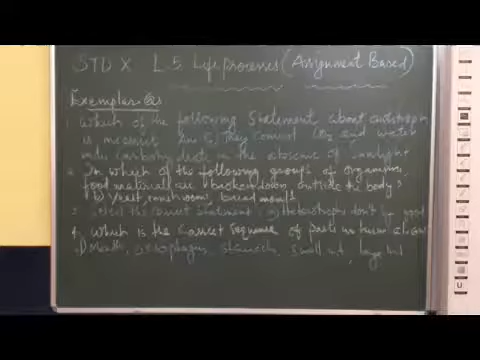 STD X L.5. Life processes (Assignment Based)
Exemplar Qs
1. Which of the following statement about autotrophs
is incorrect Ans c) They convert CO2 and water
into carbohydrate in the absence of sunlight
2. In which of the following groups of organisms
food material are broken down outside the body?
b) Yeast, mushroom, bread mould
3. Select the correct statement a) Heterotrophs don't food
4. Which is the correct sequence of parts in human
Mouth, oesophagus, stomach, small int, large int